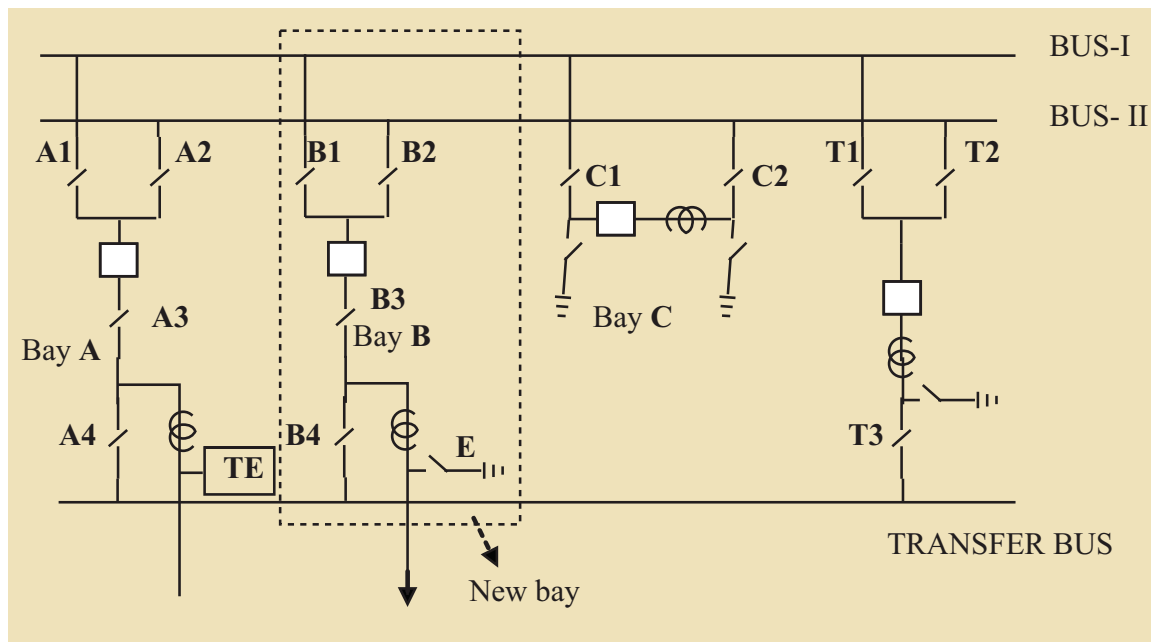 BUS-I
BUS- II
A1 A2 B1 B2 C1 C2 T1 T2
A3 B3
Bay A Bay B Bay C
A4 B4 E T3
TE
TRANSFER BUS
New bay